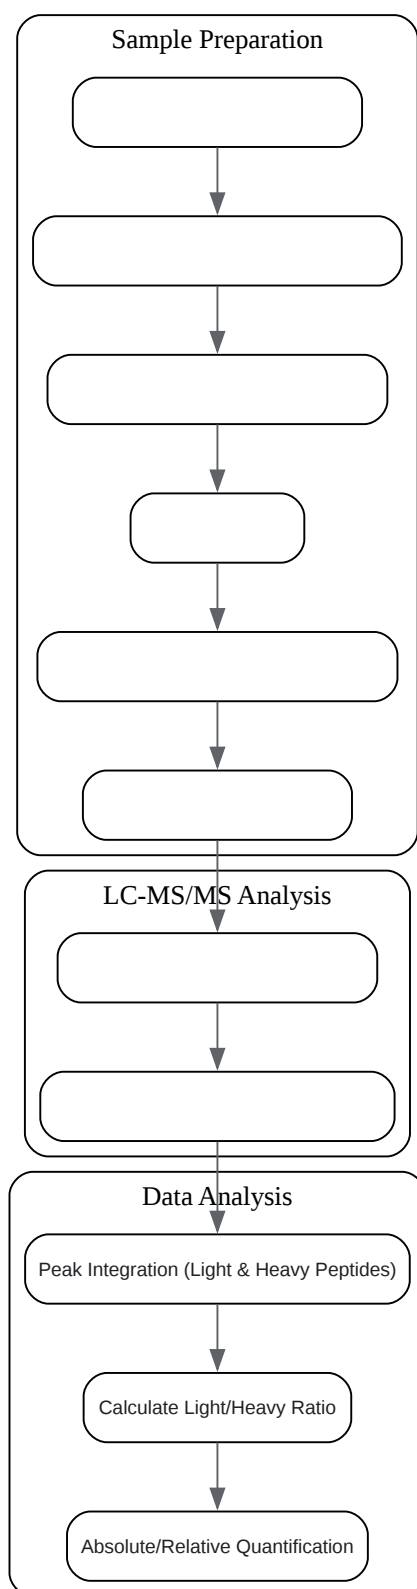 Sample Preparation
LC-MS/MS Analysis
Data Analysis
Peak Integration (Light & Heavy Peptides)
Calculate Light/Heavy Ratio
Absolute/Relative Quantification